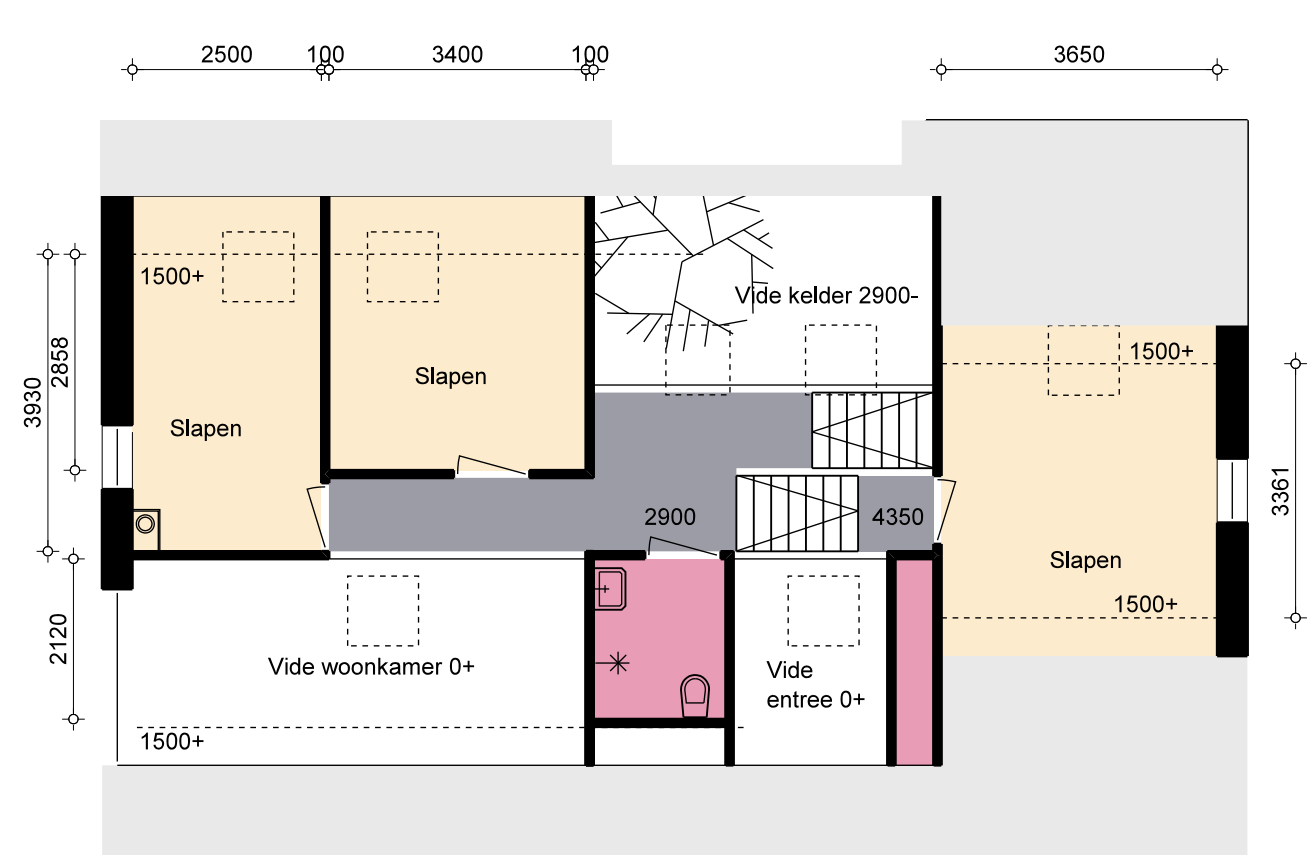 2500
100
3400
100
3650
1500+
Vide kelder 2900-
1500+
2858
3930
Slapen
Slapen
3361
2900
4350
Slapen
1500+
2120
Vide woonkamer 0+
Vide
entree 0+
1500+